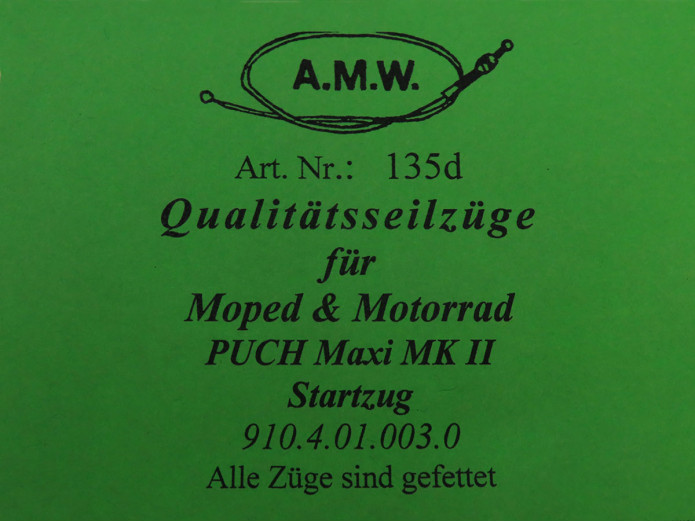 A.M.W.
Art. Nr.: 135d
Qualitätsseilzüge
für
Moped & Motorrad
PUCH Maxi MK II
Startzug
910.4.01.003.0
Alle Züge sind gefettet